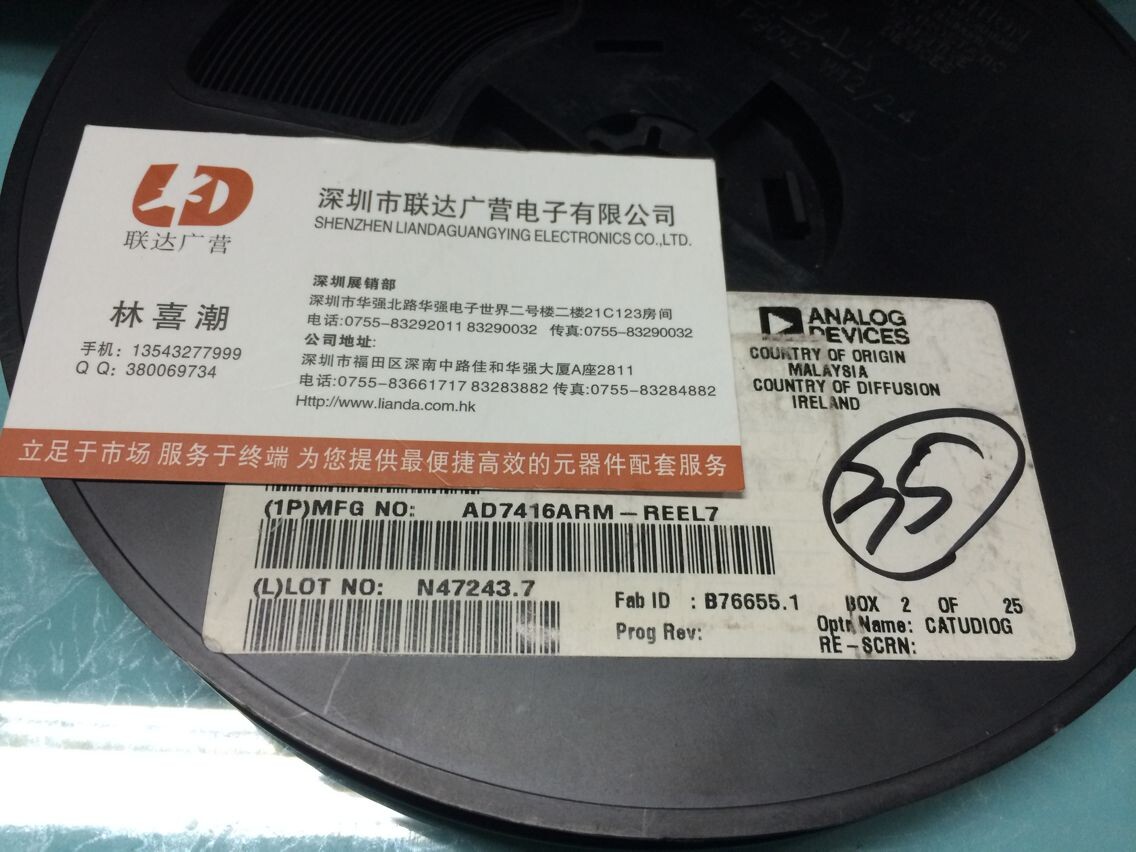 LD
联达广营
深圳市联达广营电子有限公司
SHENZHEN LIANDAGUANGYING ELECTRONICS CO.,LTD.
林喜潮
手机：13543277999
Q Q：380069734
深圳展销部
深圳市华强北路华强电子世界二号楼二楼21C123房间
电话:0755-83292011 83290032 传真:0755-83290032
公司地址:
深圳市福田区深南中路佳和华强大厦A座2811
电话:0755-83661717 83283882 传真:0755-83284882
Http://www.lianda.com.hk
立足于市场 服务于终端 为您提供最便捷高效的元器件配套服务
ANALOG
DEVICES
COUNTRY OF ORIGIN
MALAYSIA
COUNTRY OF DIFFUSION
IRELAND
35
(1P)MFG NO: AD7416ARM-REEL7
(L)LOT NO: N47243.7
Fab ID : B76655.1 BOX 2 OF 25
Prog Rev: Optr Name: CATUDIOG
RE-SCRN: